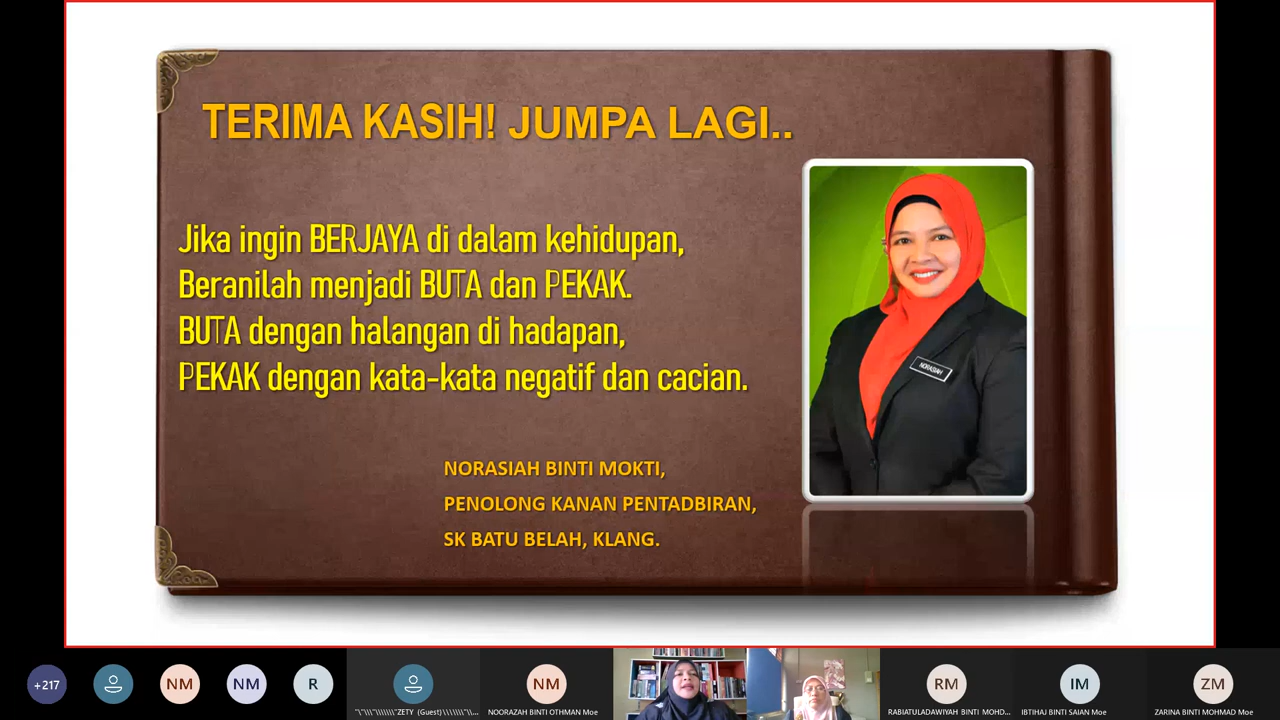 TERIMA KASIH! JUMPA LAGI..
Jika ingin BERJAYA di dalam kehidupan,
Beranilah menjadi BUTA dan PEKAK.
BUTA dengan halangan di hadapan,
PEKAK dengan kata-kata negatif dan cacian.
NORASIAH
NORASIAH BINTI MOKTI,
PENOLONG KANAN PENTADBIRAN,
SK BATU BELAH, KLANG.
+217
NM
NM
R
"\"\\\"\\\\\\\"ZETY (Guest)\\\\\\\"\\...
NM
NOORAZAH BINTI OTHMAN Moe
RM
RABIATULADAWIYAH BINTI MOHD...
IM
IBTIHAJ BINTI SAIAN Moe
ZM
ZARINA BINTI MOHMAD Moe